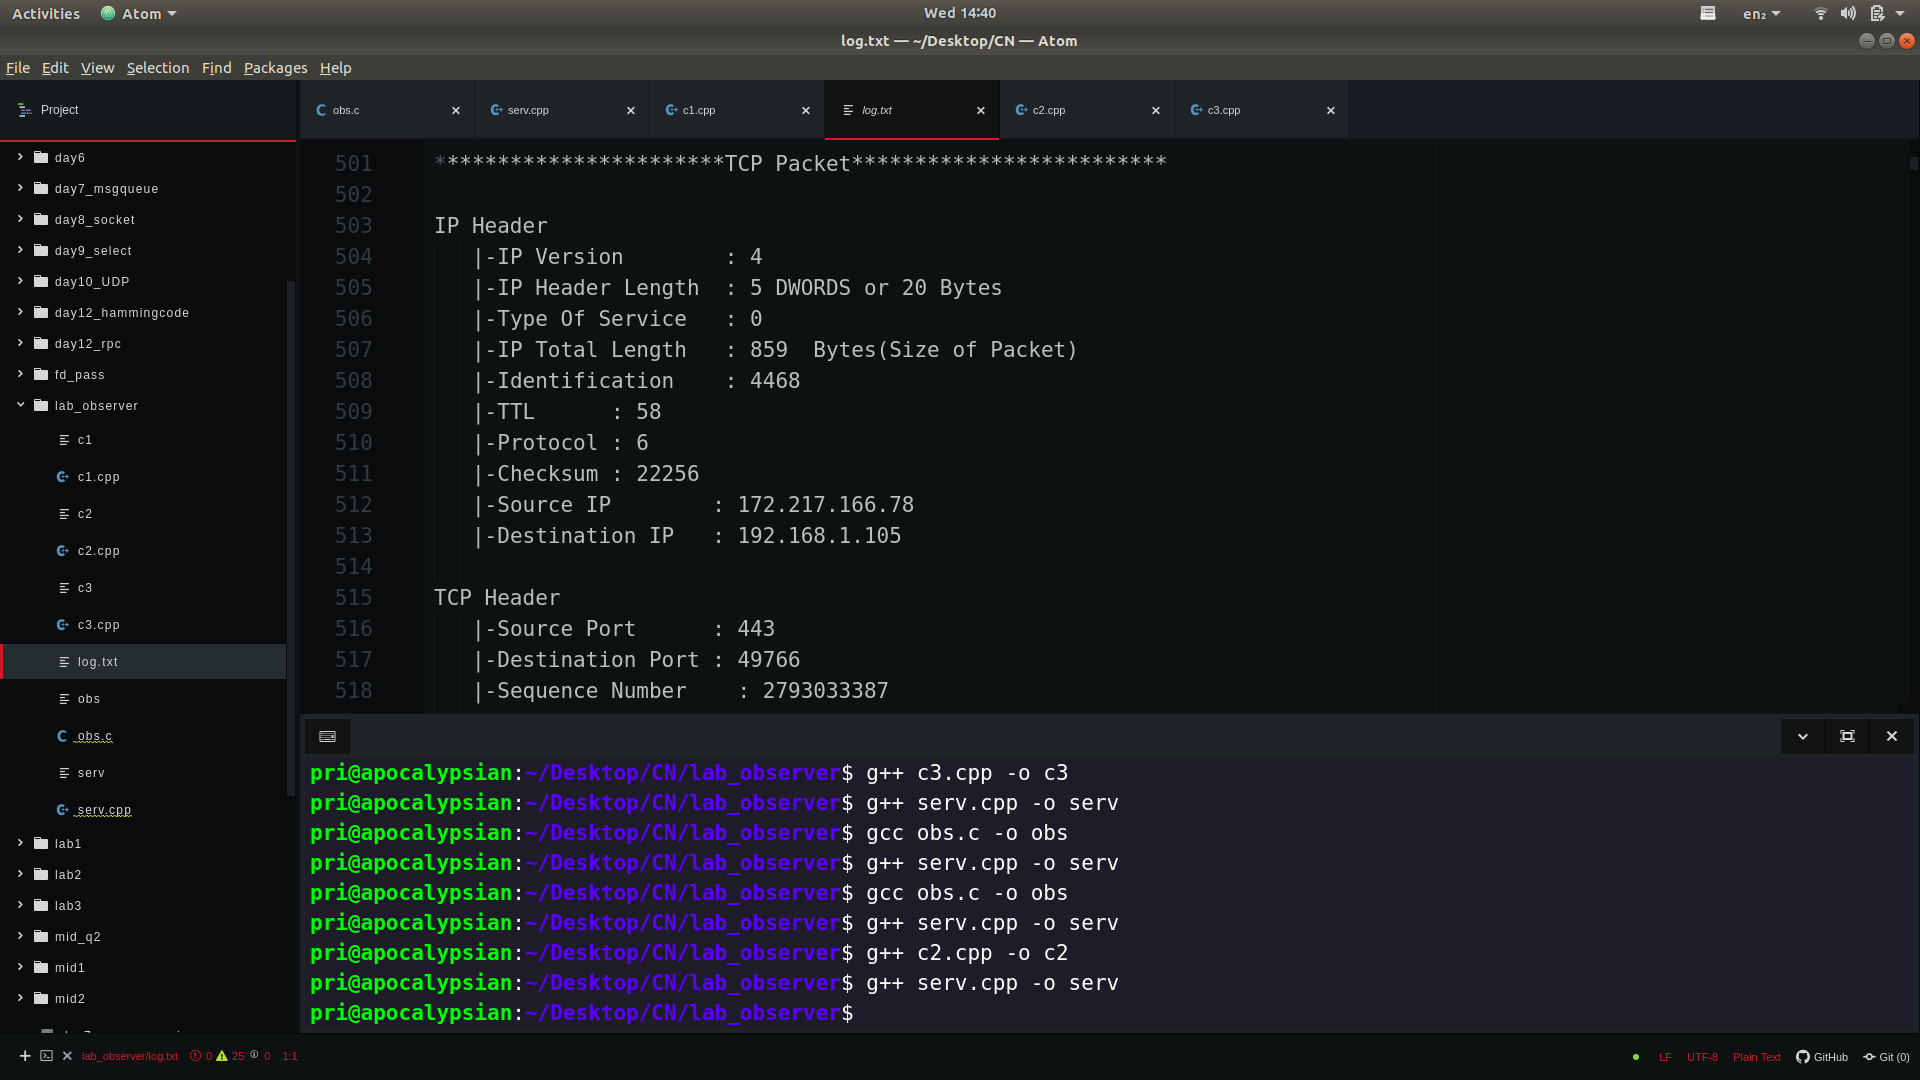 Activities Atom Wed 14:40 en₂
log.txt — ~/Desktop/CN — Atom
File Edit View Selection Find Packages Help
Project
obs.c serv.cpp c1.cpp log.txt c2.cpp c3.cpp
day6
day7_msgqueue
day8_socket
day9_select
day10_UDP
day12_hammingcode
day12_rpc
fd_pass
lab_observer
c1
c1.cpp
c2
c2.cpp
c3
c3.cpp
log.txt
obs
obs.c
serv
serv.cpp
lab1
lab2
lab3
mid_q2
mid1
mid2
501 ***********************TCP Packet*************************
502
503 IP Header
504 |-IP Version : 4
505 |-IP Header Length : 5 DWORDS or 20 Bytes
506 |-Type Of Service : 0
507 |-IP Total Length : 859 Bytes(Size of Packet)
508 |-Identification : 4468
509 |-TTL : 58
510 |-Protocol : 6
511 |-Checksum : 22256
512 |-Source IP : 172.217.166.78
513 |-Destination IP : 192.168.1.105
514
515 TCP Header
516 |-Source Port : 443
517 |-Destination Port : 49766
518 |-Sequence Number : 2793033387
pri@apocalypsian:~/Desktop/CN/lab_observer$ g++ c3.cpp -o c3
pri@apocalypsian:~/Desktop/CN/lab_observer$ g++ serv.cpp -o serv
pri@apocalypsian:~/Desktop/CN/lab_observer$ gcc obs.c -o obs
pri@apocalypsian:~/Desktop/CN/lab_observer$ g++ serv.cpp -o serv
pri@apocalypsian:~/Desktop/CN/lab_observer$ gcc obs.c -o obs
pri@apocalypsian:~/Desktop/CN/lab_observer$ g++ serv.cpp -o serv
pri@apocalypsian:~/Desktop/CN/lab_observer$ g++ c2.cpp -o c2
pri@apocalypsian:~/Desktop/CN/lab_observer$ g++ serv.cpp -o serv
pri@apocalypsian:~/Desktop/CN/lab_observer$
lab_observer/log.txt 0 25 0 1:1 LF UTF-8 Plain Text GitHub Git (0)